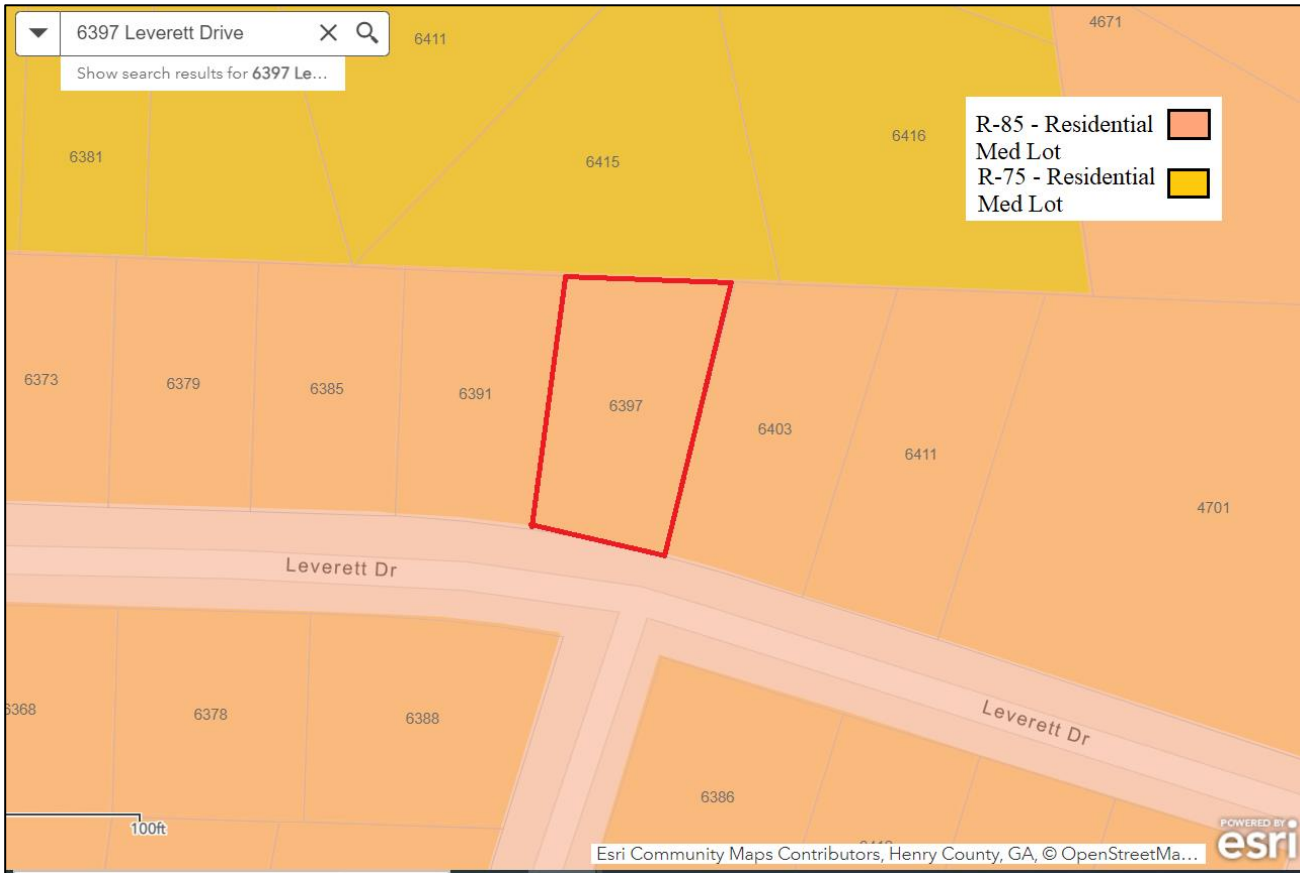 6397 Leverett Drive
Show search results for 6397 Le...
6411
4671
R-85 - Residential
Med Lot
R-75 - Residential
Med Lot
6381
6415
6416
6373
6379
6385
6391
6397
6403
6411
4701
Leverett Dr
6368
6378
6388
Leverett Dr
6386
100ft
POWERED BY
esri
Esri Community Maps Contributors, Henry County, GA, © OpenStreetMa...